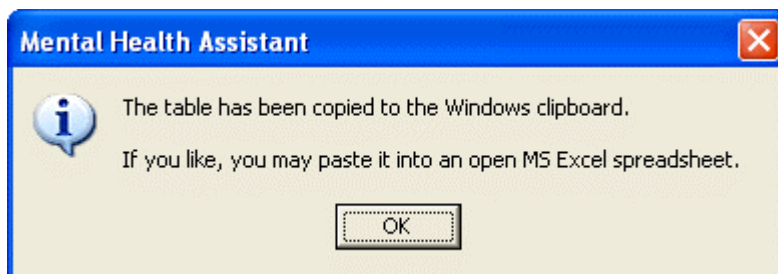 Mental Health Assistant
The table has been copied to the Windows clipboard.
If you like, you may paste it into an open MS Excel spreadsheet.
OK